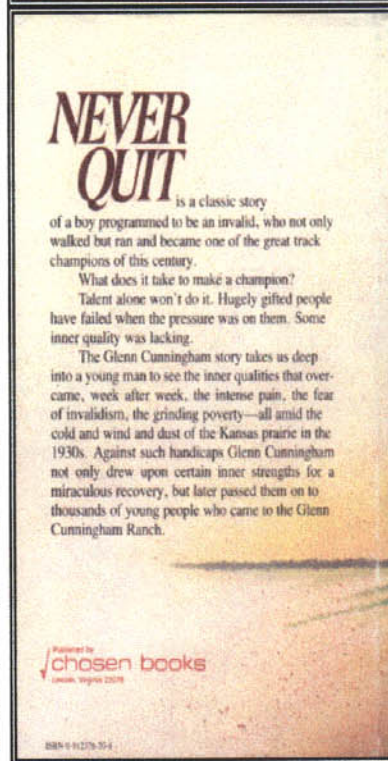 NEVER
QUIT is a classic story
of a boy programmed to be an invalid, who not only
walked but ran and became one of the great track
champions of this century.
What does it take to make a champion?
Talent alone won't do it. Hugely gifted people
have failed when the pressure was on them. Some
inner quality was lacking.
The Glenn Cunningham story takes us deep
into a young man to see the inner qualities that over-
came, week after week, the intense pain, the fear
of invalidism, the grinding poverty—all amid the
cold and wind and dust of the Kansas prairie in the
1930s. Against such handicaps Glenn Cunningham
not only drew upon certain inner strengths for a
miraculous recovery, but later passed them on to
thousands of young people who came to the Glenn
Cunningham Ranch.
Published by
chosen books
Lincoln, Virginia 22078
ISBN